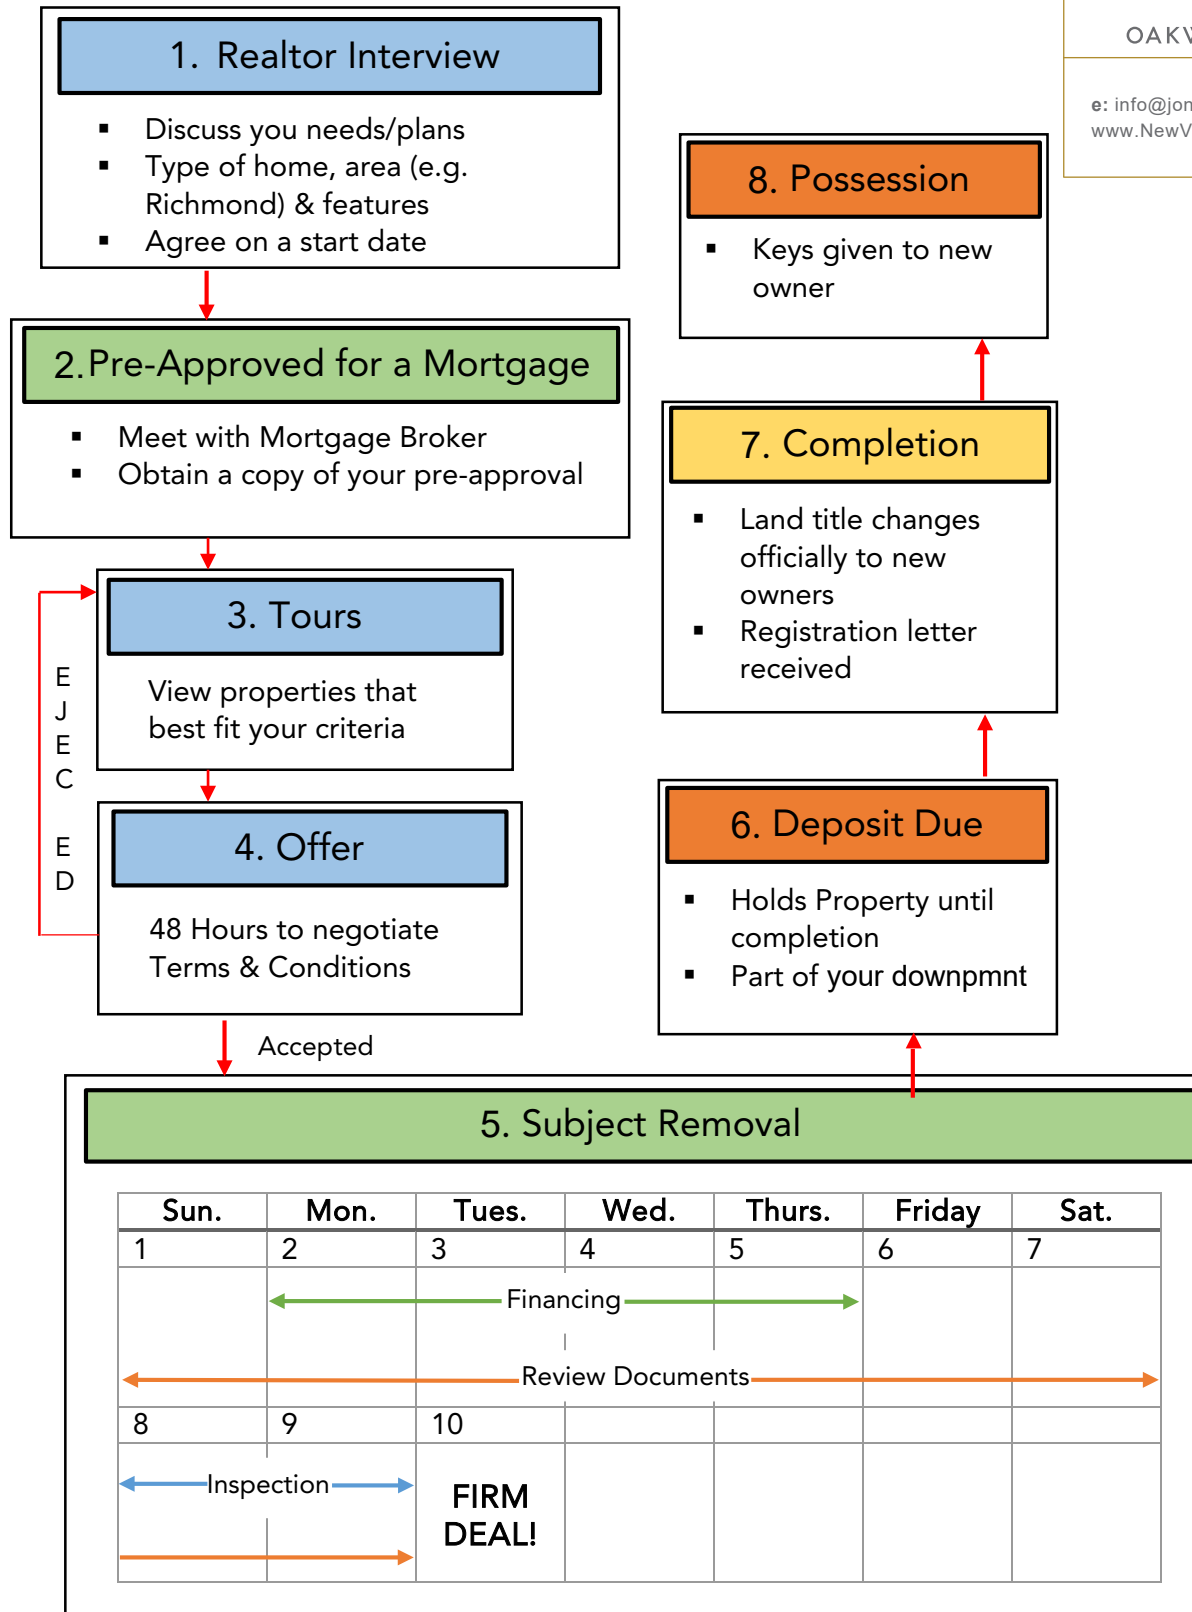 OAKV
e: info@jon
www.NewV
1. Realtor Interview
▪ Discuss you needs/plans
▪ Type of home, area (e.g.
Richmond) & features
▪ Agree on a start date
2. Pre-Approved for a Mortgage
▪ Meet with Mortgage Broker
▪ Obtain a copy of your pre-approval
3. Tours
View properties that
best fit your criteria
E
J
E
C
E
D
4. Offer
48 Hours to negotiate
Terms & Conditions
Accepted
5. Subject Removal
Sun. Mon. Tues. Wed. Thurs. Friday Sat.
1 2 3 4 5 6 7
Financing
Review Documents
8 9 10
Inspection
FIRM
DEAL!
6. Deposit Due
▪ Holds Property until
completion
▪ Part of your downpmnt
7. Completion
▪ Land title changes
officially to new
owners
▪ Registration letter
received
8. Possession
▪ Keys given to new
owner